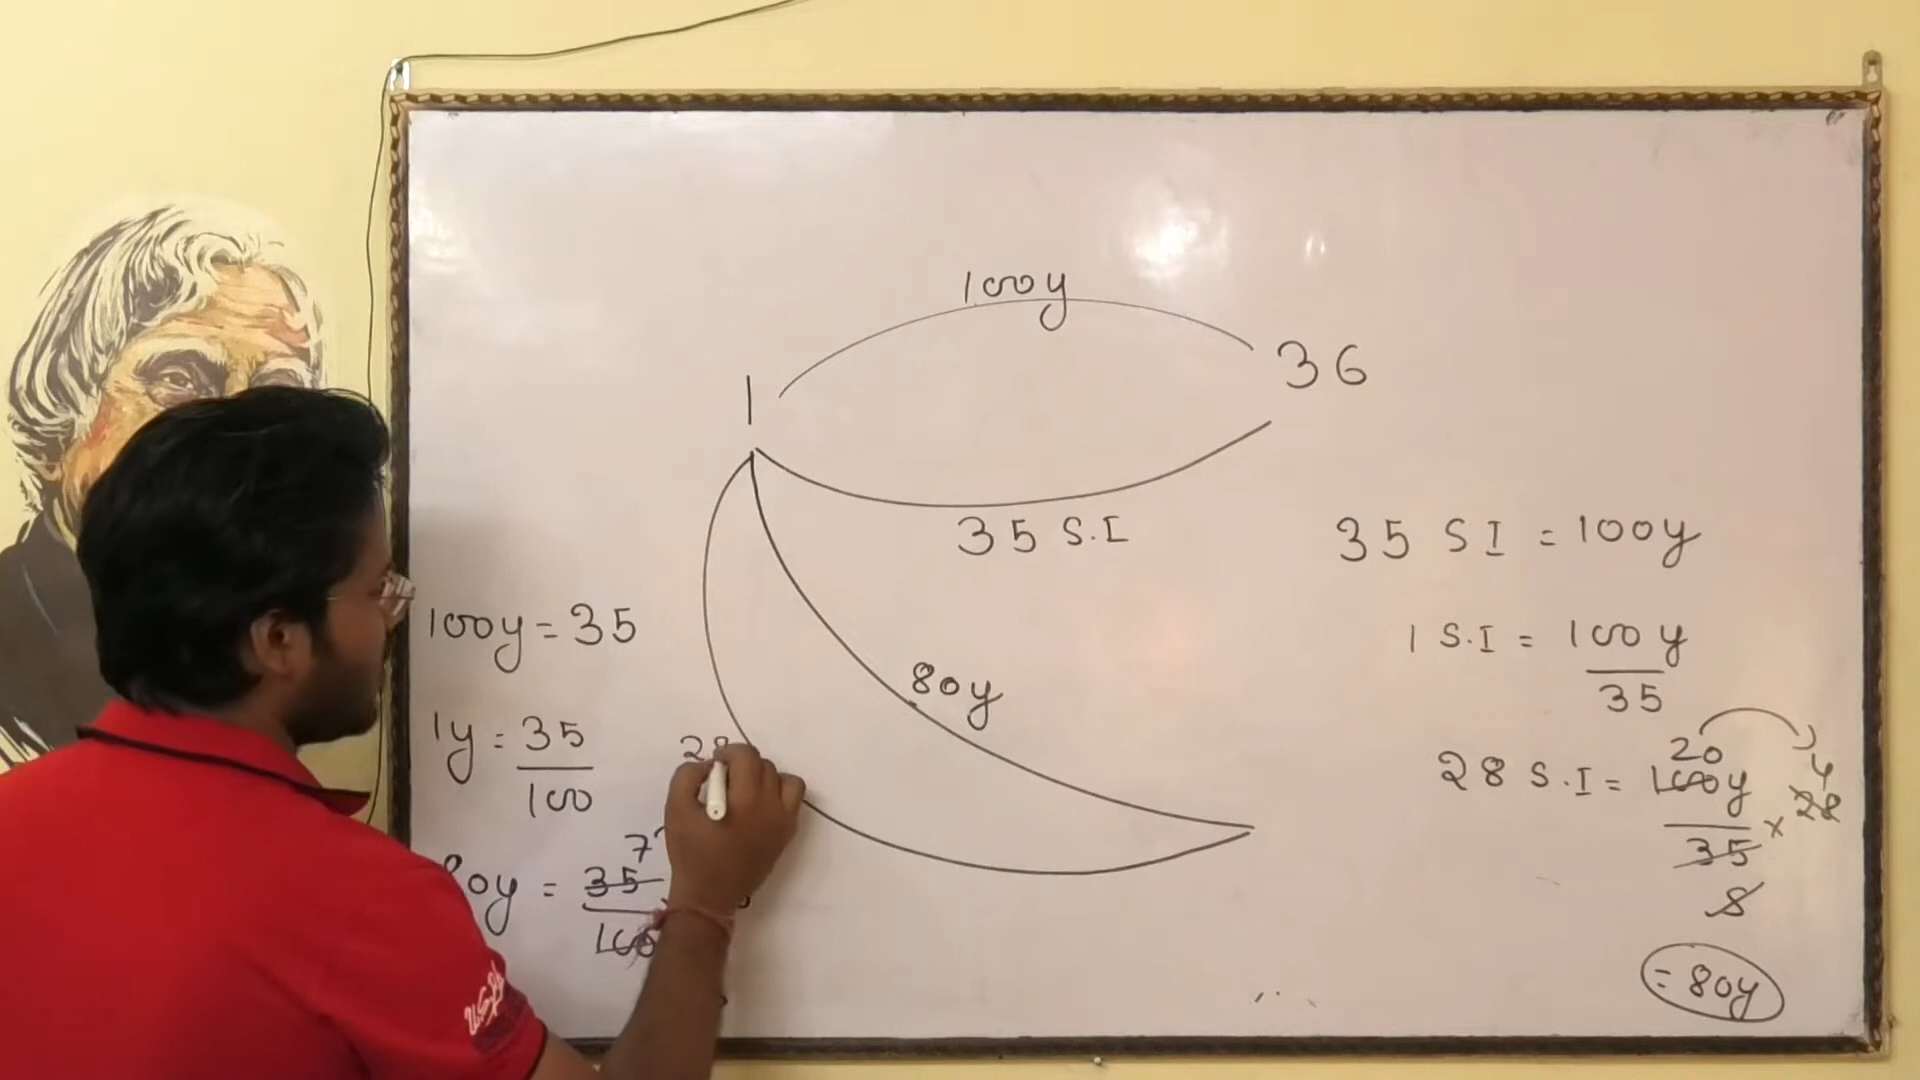 100y
1
36
35 S.I
80y
28
100y = 35
1y = 35
100
7
80y = 35
100
35 S I = 100y
1 S.I = 100y
35
20
4
28 S.I = 100y × 28
35
8
= 80y